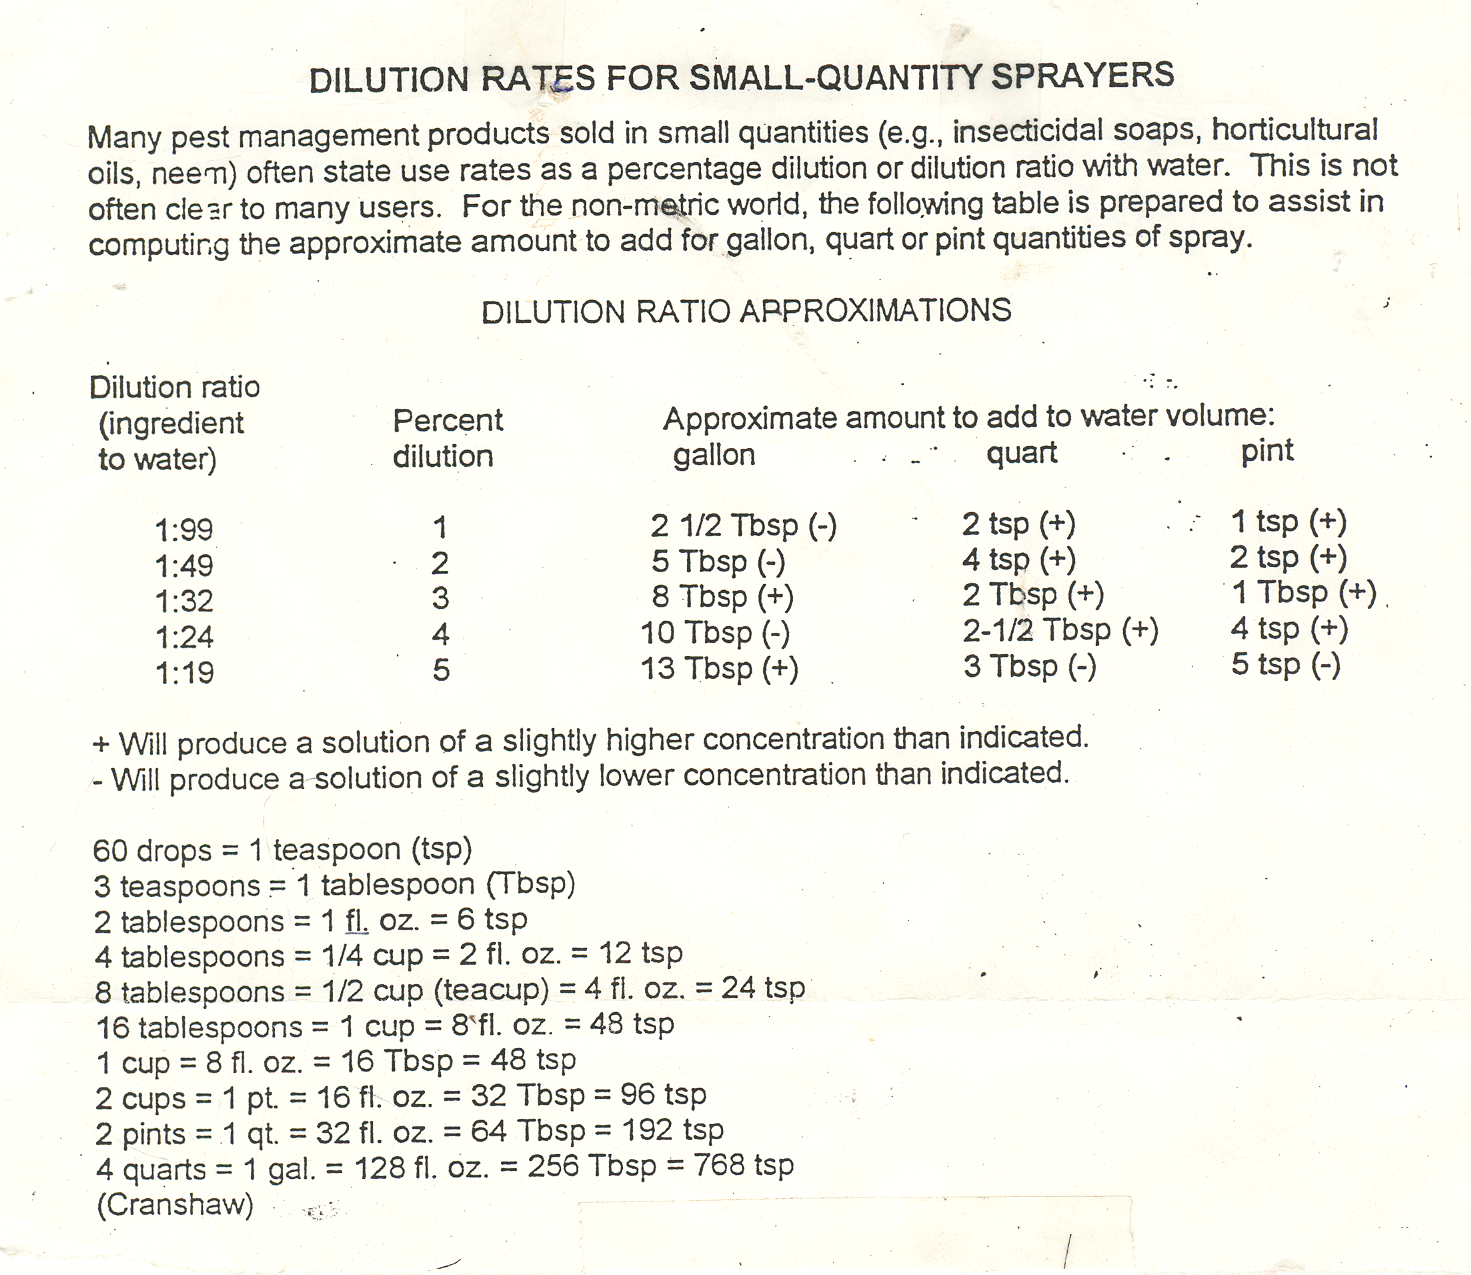 DILUTION RATES FOR SMALL-QUANTITY SPRAYERS
Many pest management products sold in small quantities (e.g., insecticidal soaps, horticultural
oils, neem) often state use rates as a percentage dilution or dilution ratio with water. This is not
often clear to many users. For the non-metric world, the following table is prepared to assist in
computing the approximate amount to add for gallon, quart or pint quantities of spray.
DILUTION RATIO APPROXIMATIONS
Dilution ratio
(ingredient Percent Approximate amount to add to water volume:
to water) dilution gallon quart pint
1:99 1 2 1/2 Tbsp (-) 2 tsp (+) 1 tsp (+)
1:49 2 5 Tbsp (-) 4 tsp (+) 2 tsp (+)
1:32 3 8 Tbsp (+) 2 Tbsp (+) 1 Tbsp (+)
1:24 4 10 Tbsp (-) 2-1/2 Tbsp (+) 4 tsp (+)
1:19 5 13 Tbsp (+) 3 Tbsp (-) 5 tsp (-)
+ Will produce a solution of a slightly higher concentration than indicated.
- Will produce a solution of a slightly lower concentration than indicated.
60 drops = 1 teaspoon (tsp)
3 teaspoons = 1 tablespoon (Tbsp)
2 tablespoons = 1 fl. oz. = 6 tsp
4 tablespoons = 1/4 cup = 2 fl. oz. = 12 tsp
8 tablespoons = 1/2 cup (teacup) = 4 fl. oz. = 24 tsp
16 tablespoons = 1 cup = 8 fl. oz. = 48 tsp
1 cup = 8 fl. oz. = 16 Tbsp = 48 tsp
2 cups = 1 pt. = 16 fl. oz. = 32 Tbsp = 96 tsp
2 pints = 1 qt. = 32 fl. oz. = 64 Tbsp = 192 tsp
4 quarts = 1 gal. = 128 fl. oz. = 256 Tbsp = 768 tsp
(Cranshaw)